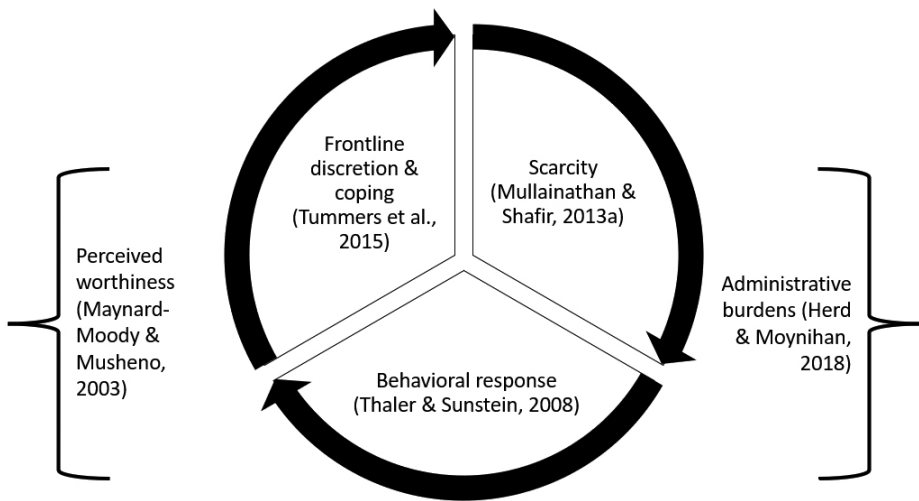 Frontline
discretion &
coping
(Tummers et al.,
2015)
Scarcity
(Mullainathan &
Shafir, 2013a)
Perceived
worthiness
(Maynard-
Moody &
Musheno,
2003)
Administrative
burdens (Herd
& Moynihan,
2018)
Behavioral response
(Thaler & Sunstein, 2008)